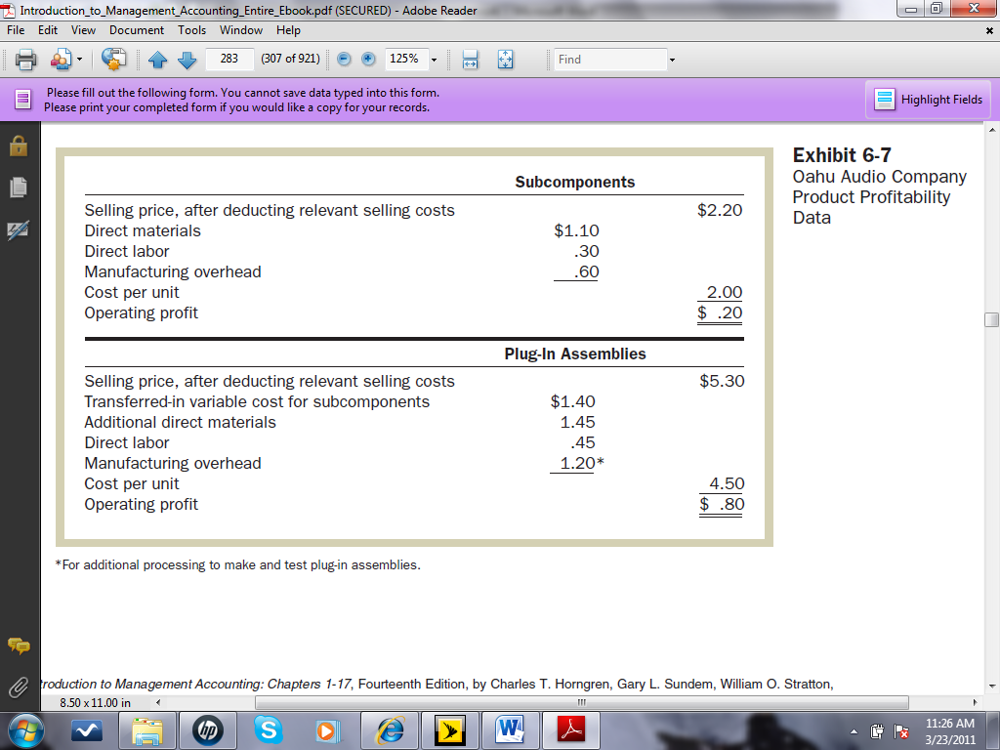 Introduction_to_Management_Accounting_Entire_Ebook.pdf (SECURED) - Adobe Reader
File Edit View Document Tools Window Help
283 (307 of 921) 125% Find
Please fill out the following form. You cannot save data typed into this form.
Please print your completed form if you would like a copy for your records.
Highlight Fields
Exhibit 6-7
Oahu Audio Company
Product Profitability
Data
Subcomponents
Selling price, after deducting relevant selling costs $2.20
Direct materials $1.10
Direct labor .30
Manufacturing overhead .60
Cost per unit 2.00
Operating profit $ .20
Plug-In Assemblies
Selling price, after deducting relevant selling costs $5.30
Transferred-in variable cost for subcomponents $1.40
Additional direct materials 1.45
Direct labor .45
Manufacturing overhead 1.20*
Cost per unit 4.50
Operating profit $ .80
*For additional processing to make and test plug-in assemblies.
troduction to Management Accounting: Chapters 1-17, Fourteenth Edition, by Charles T. Horngren, Gary L. Sundem, William O. Stratton,
8.50 x 11.00 in
11:26 AM
3/23/2011